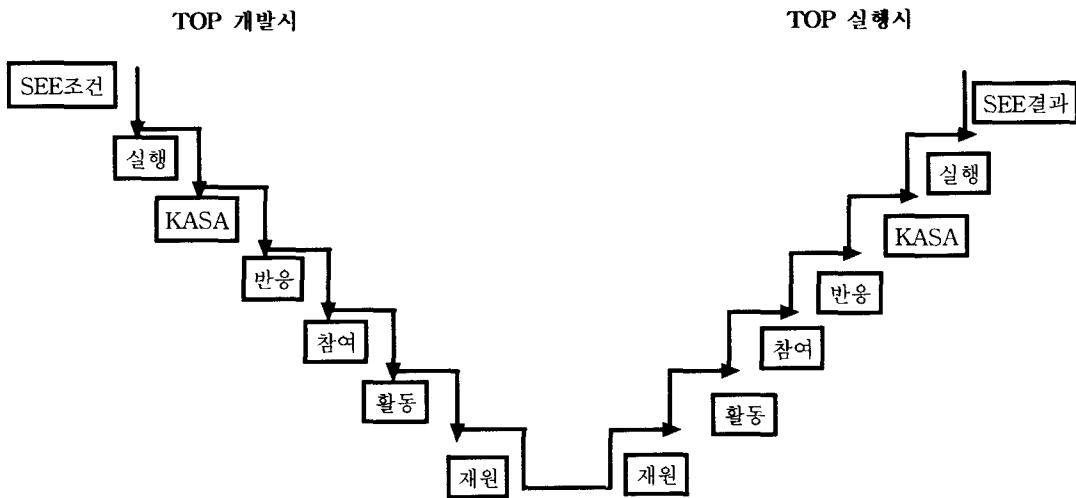 TOP 개발시
TOP 실행시
SEE조건
실행
KASA
반응
참여
활동
재원
재원
활동
참여
반응
KASA
실행
SEE결과